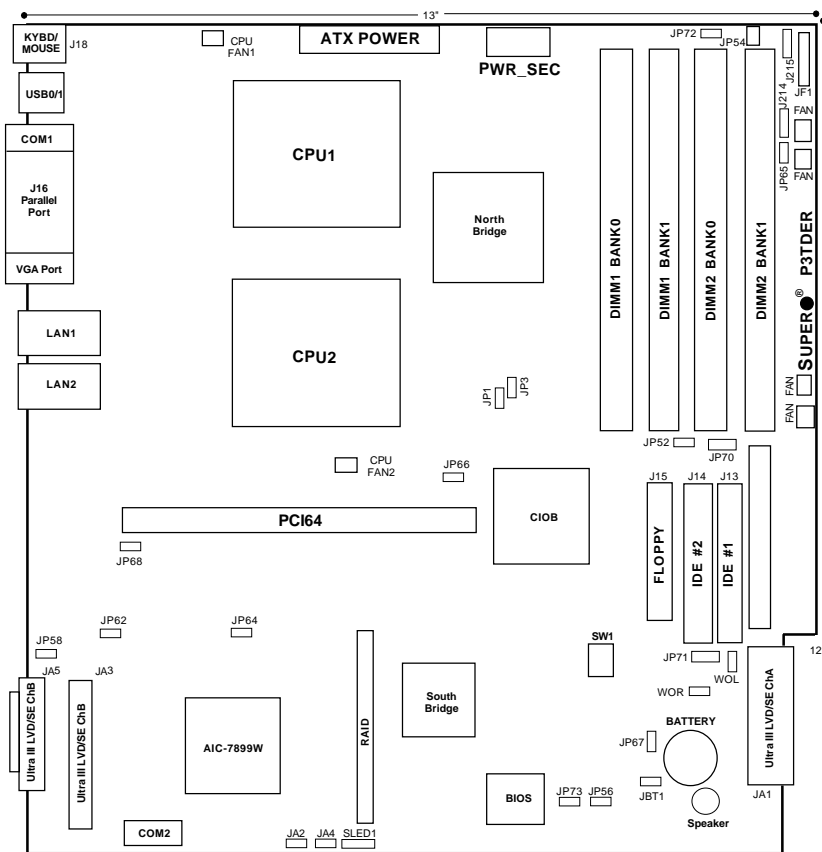 13"
KYBD/
MOUSE
J18
CPU
FAN1
ATX POWER
PWR_SEC
JP72
JP54
J215
JF1
J214
FAN
FAN
JP65
USB0/1
COM1
J16
Parallel
Port
VGA Port
CPU1
North
Bridge
DIMM1 BANK0
DIMM1 BANK1
DIMM2 BANK0
DIMM2 BANK1
SUPER® P3TDER
LAN1
LAN2
CPU2
JP1
JP3
FAN
FAN
JP52
JP70
CPU
FAN2
JP66
J15
J14
J13
PCI64
CIOB
FLOPPY
IDE #2
IDE #1
JP68
JP62
JP64
JP58
JA5
JA3
SW1
JP71
WOL
12
WOR
Ultra III LVD/SE ChB
Ultra III LVD/SE ChB
AIC-7899W
RAID
South
Bridge
BATTERY
JP67
Ultra III LVD/SE ChA
BIOS
JP73
JP56
JBT1
JA1
Speaker
COM2
JA2
JA4
SLED1